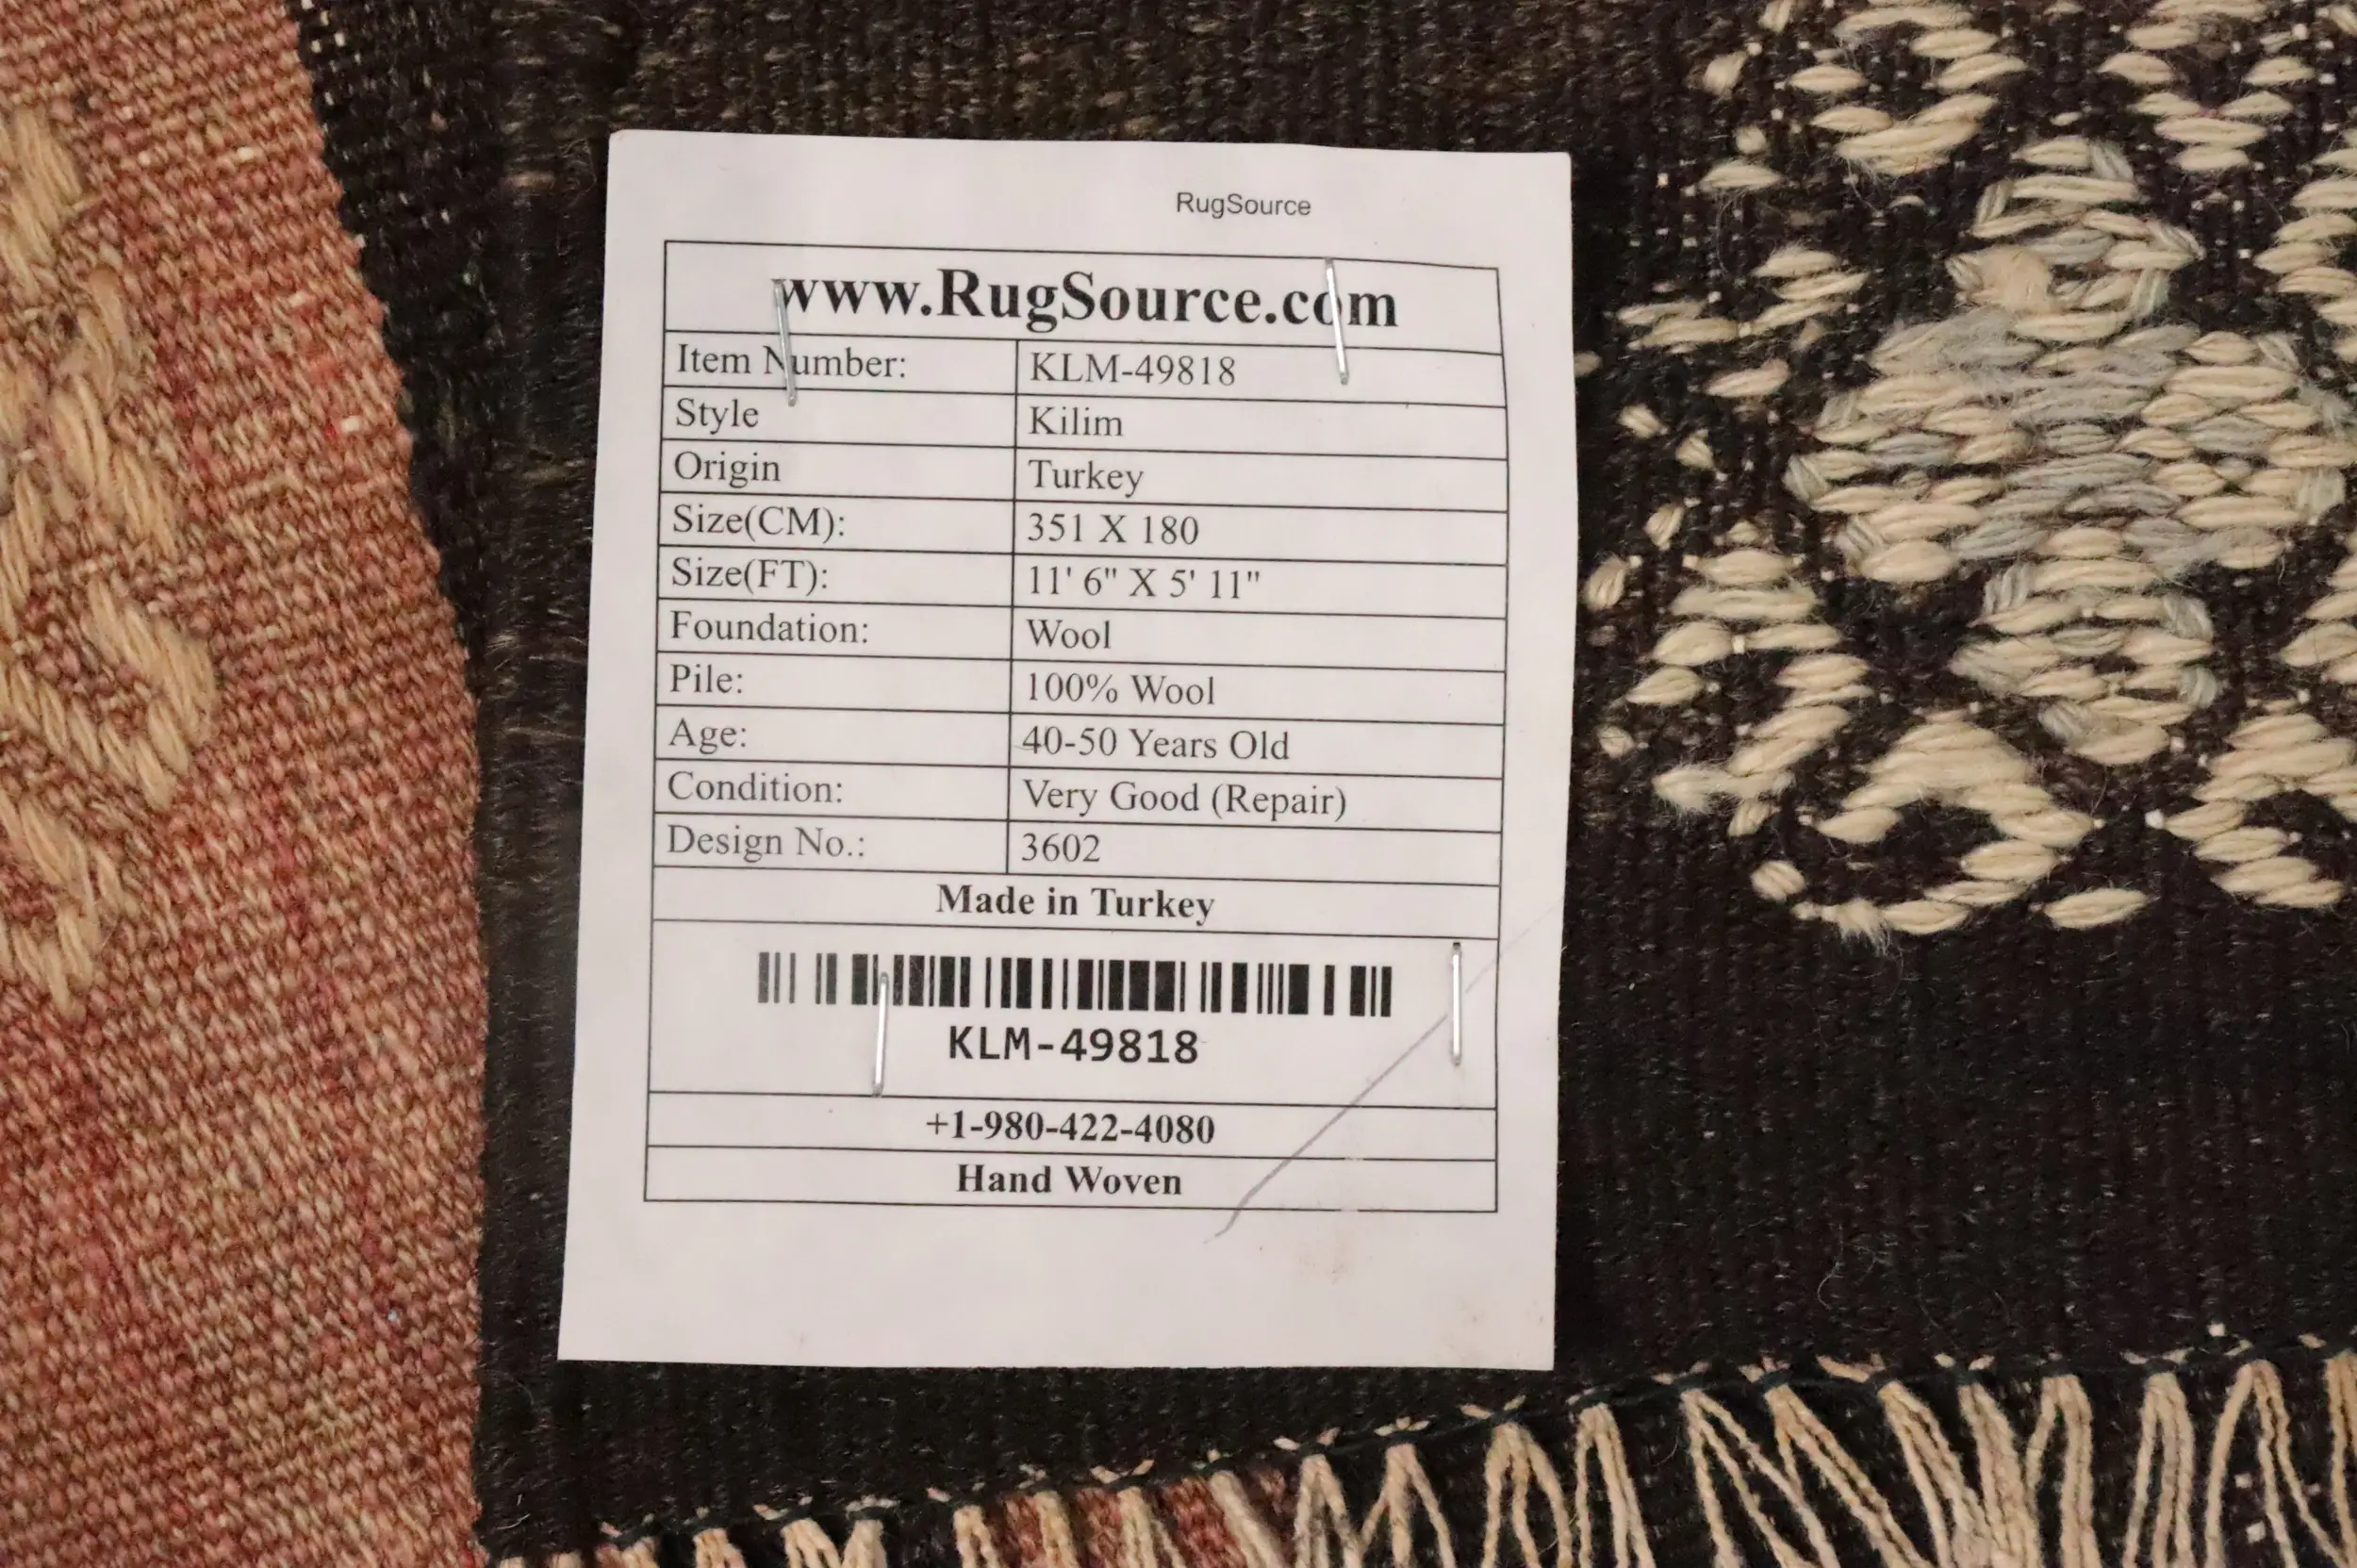 RugSource
www.RugSource.com
Item Number: KLM-49818
Style Kilim
Origin Turkey
Size(CM): 351 X 180
Size(FT): 11' 6" X 5' 11"
Foundation: Wool
Pile: 100% Wool
Age: 40-50 Years Old
Condition: Very Good (Repair)
Design No.: 3602
Made in Turkey
KLM-49818
+1-980-422-4080
Hand Woven